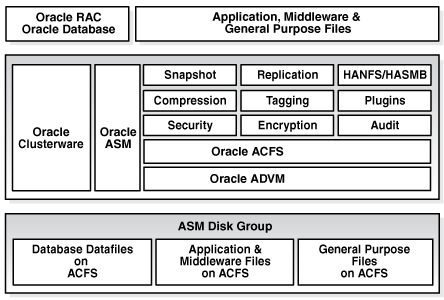 Oracle RAC
Oracle Database
Application, Middleware &
General Purpose Files
Oracle
Clusterware
Oracle
ASM
Snapshot
Replication
HANFS/HASMB
Compression
Tagging
Plugins
Security
Encryption
Audit
Oracle ACFS
Oracle ADVM
ASM Disk Group
Database Datafiles
on
ACFS
Application &
Middleware Files
on ACFS
General Purpose
Files
on ACFS